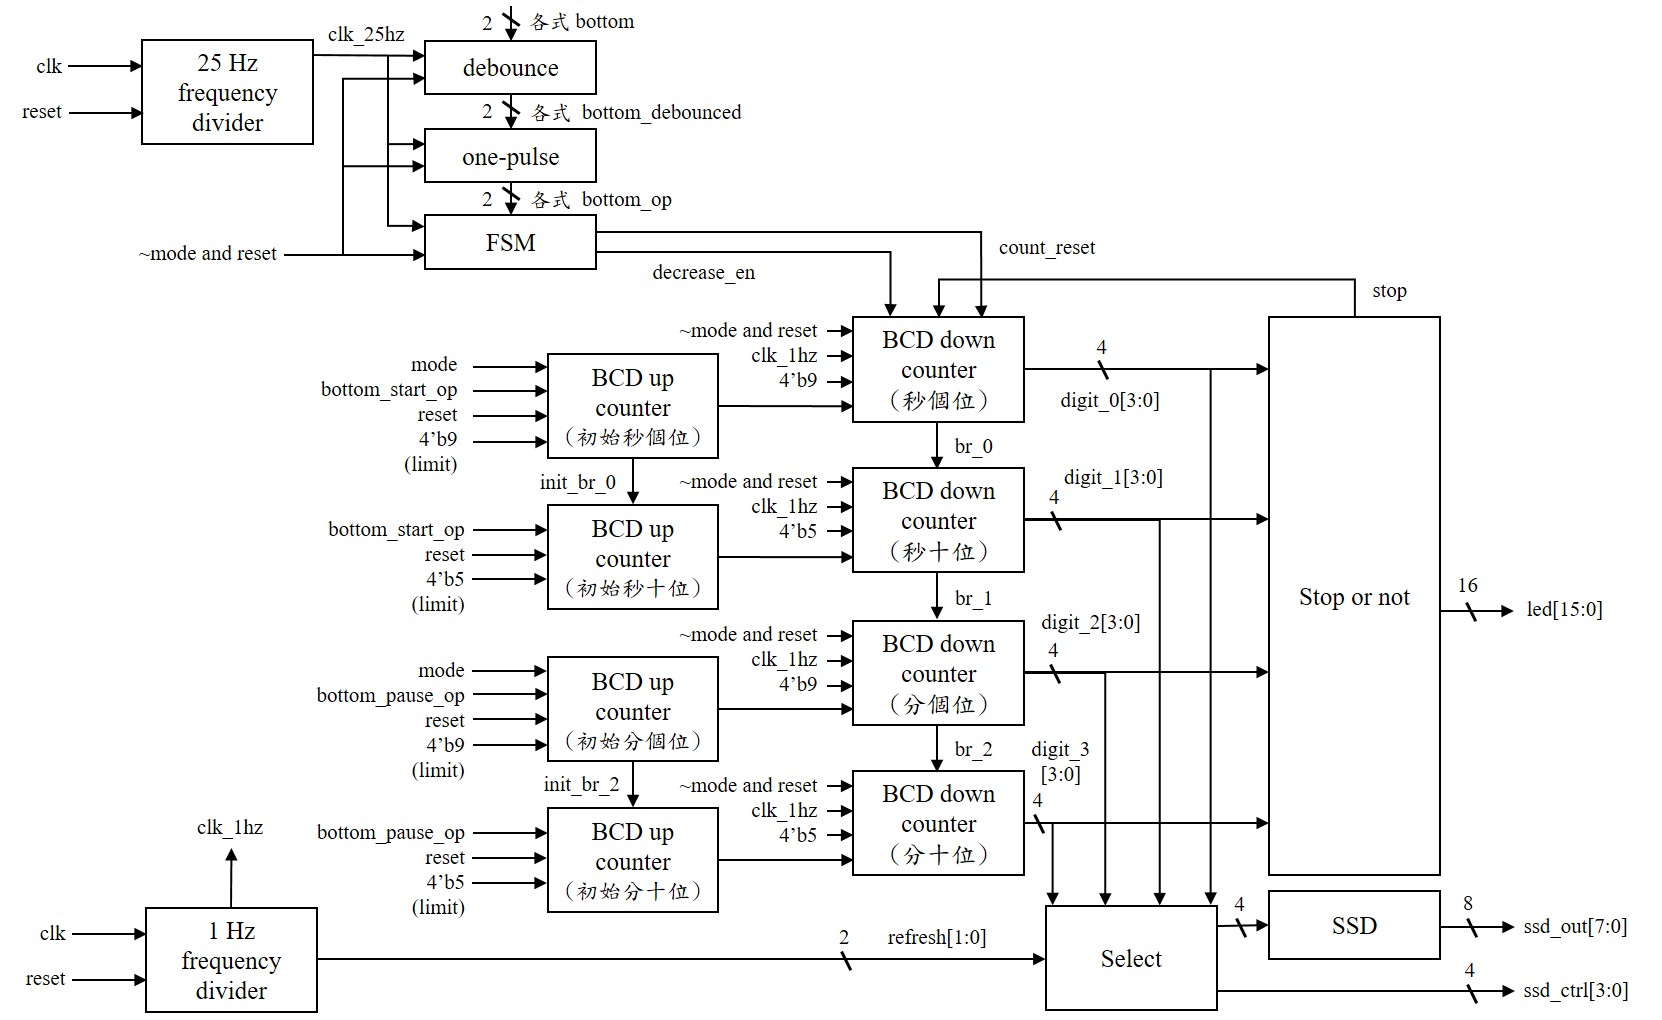 2 各式 bottom
clk_25hz
clk
reset
25 Hz
frequency
divider
debounce
2 各式 bottom_debounced
one-pulse
2 各式 bottom_op
~mode and reset
FSM
count_reset
decrease_en
stop
~mode and reset
clk_1hz
4’b9
BCD down
counter
（秒個位）
4
digit_0[3:0]
mode
bottom_start_op
reset
4’b9
(limit)
BCD up
counter
（初始秒個位）
br_0
init_br_0
~mode and reset
clk_1hz
4’b5
BCD down
counter
（秒十位）
digit_1[3:0]
4
bottom_start_op
reset
4’b5
(limit)
BCD up
counter
（初始秒十位）
br_1
Stop or not
16
led[15:0]
~mode and reset
clk_1hz
4’b9
BCD down
counter
（分個位）
digit_2[3:0]
4
mode
bottom_pause_op
reset
4’b9
(limit)
BCD up
counter
（初始分個位）
br_2
init_br_2
~mode and reset
clk_1hz
4’b5
BCD down
counter
（分十位）
digit_3
[3:0]
4
bottom_pause_op
reset
4’b5
(limit)
BCD up
counter
（初始分十位）
clk_1hz
clk
reset
1 Hz
frequency
divider
2
refresh[1:0]
Select
4
SSD
8
ssd_out[7:0]
4
ssd_ctrl[3:0]